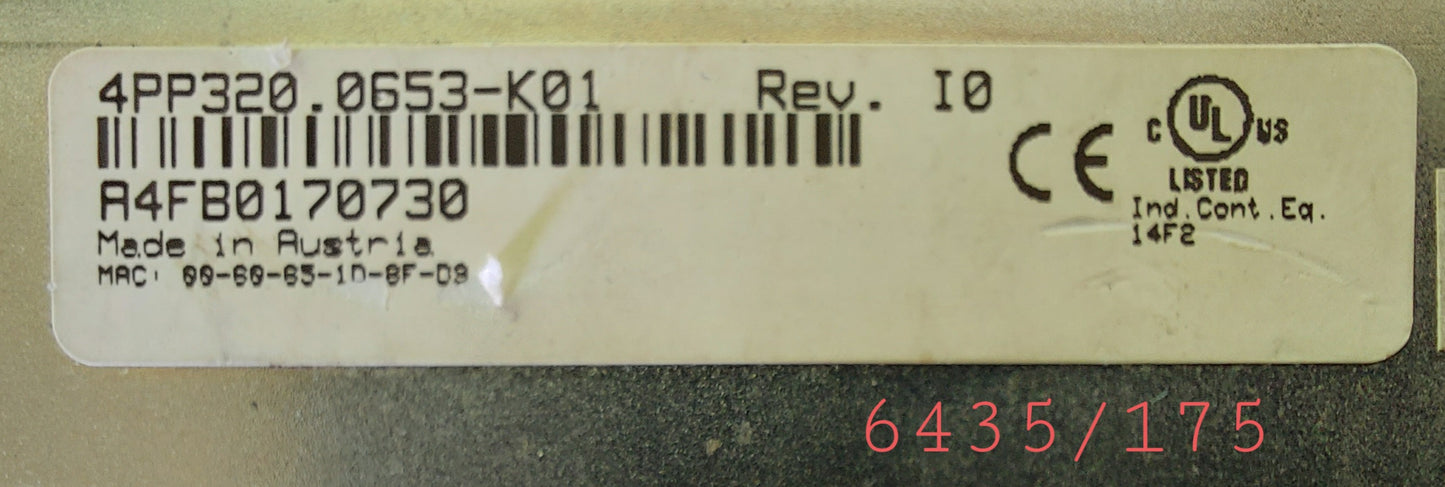 4PP320.0653-K01 Rev. I0
A4FB0170730
Made in Austria
MAC: 00-60-65-1D-8F-D9
CE
C UL US
LISTED
Ind.Cont.Eq.
14F2
6435/175